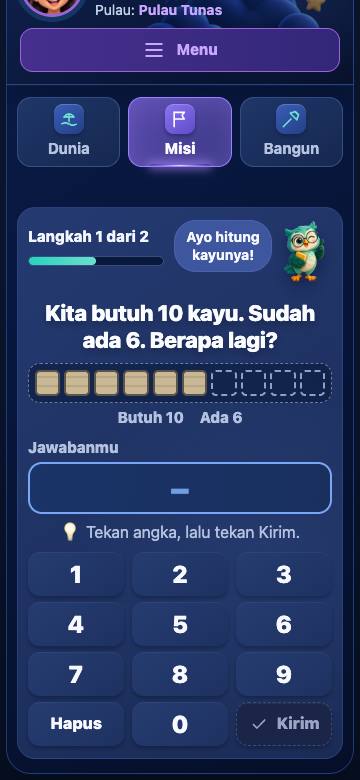 Pulau: Pulau Tunas
Menu
Dunia
Misi
Bangun
Langkah 1 dari 2
Ayo hitung
kayunya!
Kita butuh 10 kayu. Sudah
ada 6. Berapa lagi?
Butuh 10 Ada 6
Jawabanmu
–
Tekan angka, lalu tekan Kirim.
1 2 3
4 5 6
7 8 9
Hapus 0 Kirim